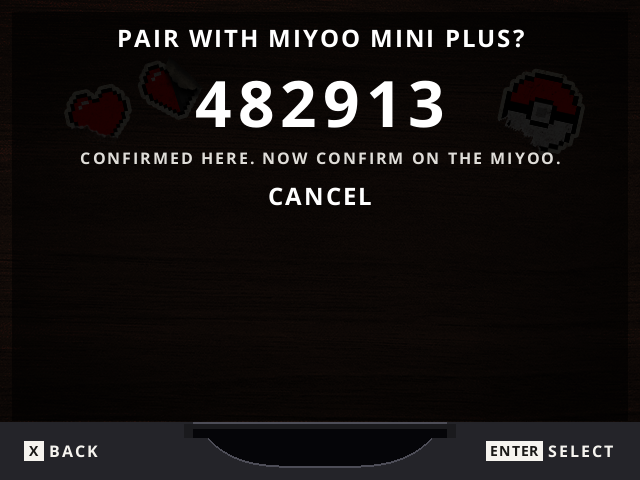 PAIR WITH MIYOO MINI PLUS?
482913
CONFIRMED HERE. NOW CONFIRM ON THE MIYOO.
CANCEL
X BACK
ENTER SELECT